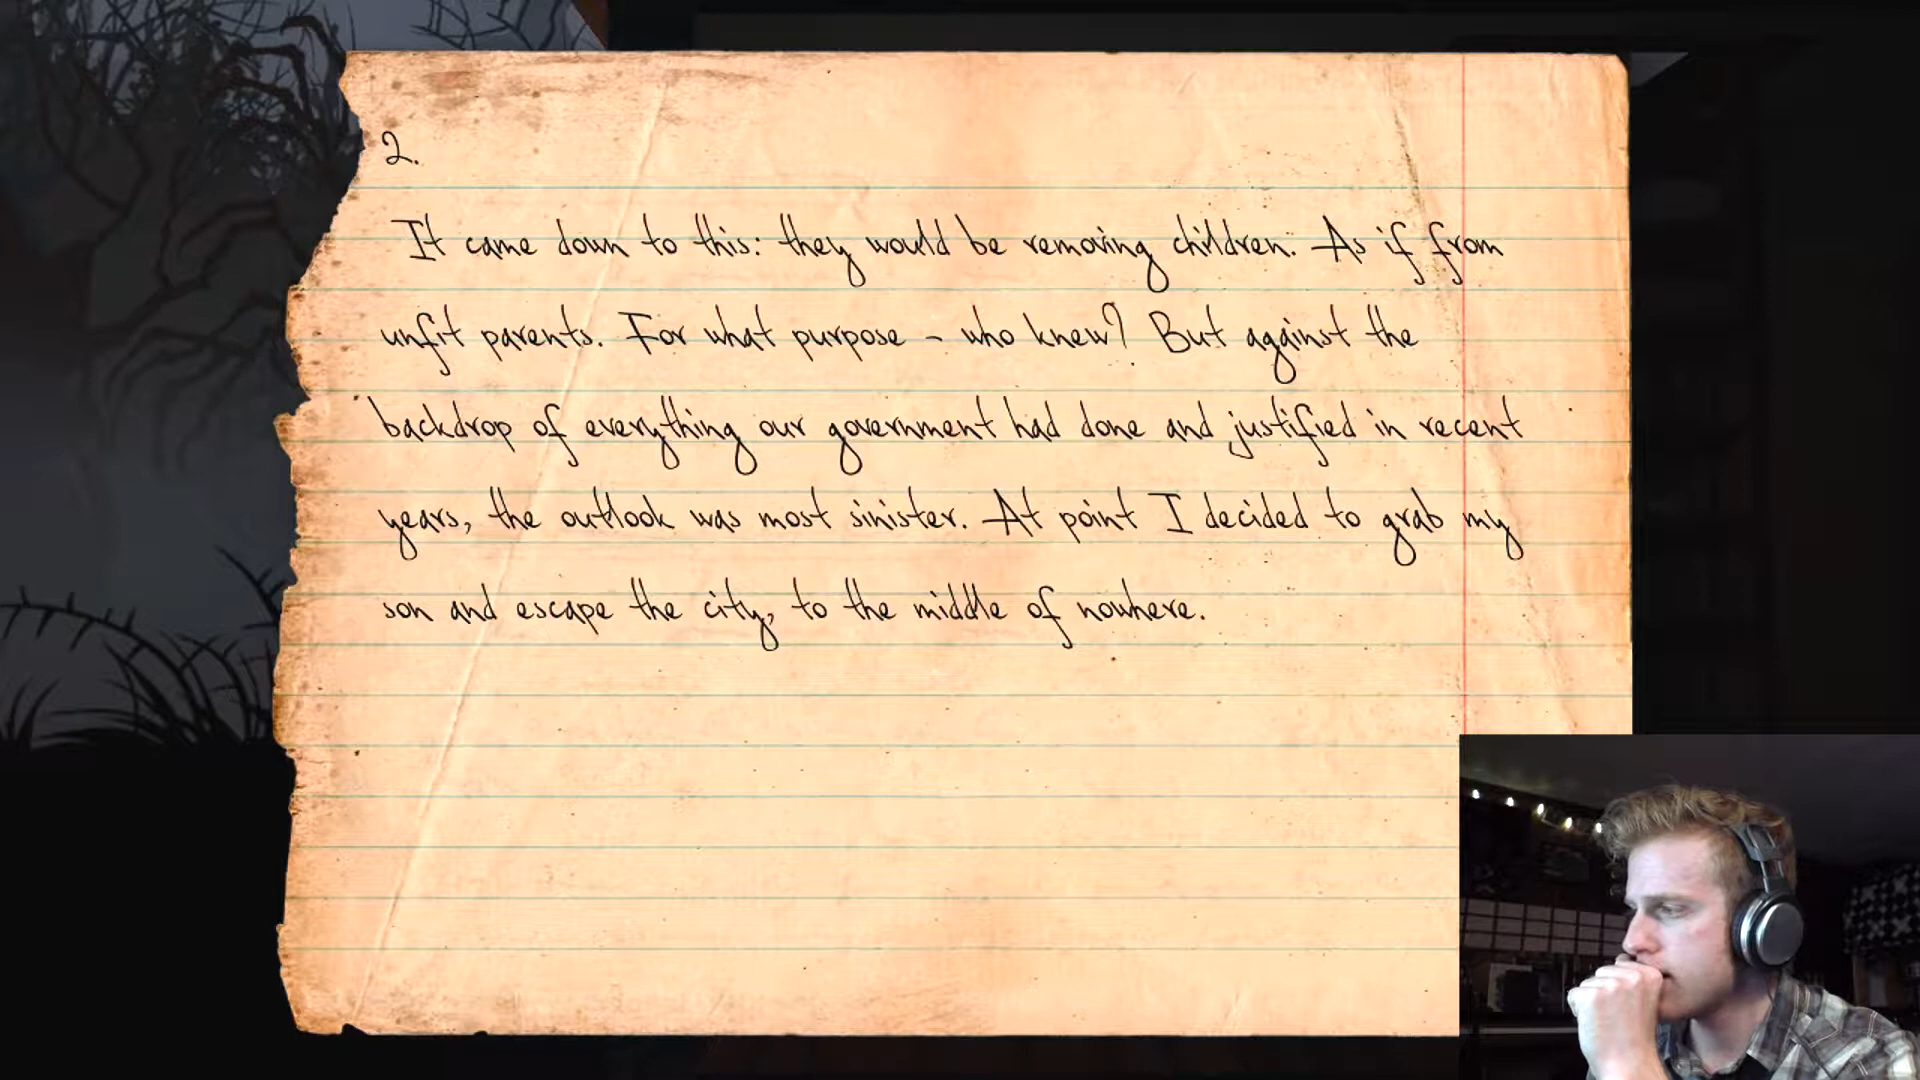 2.
It came down to this: they would be removing children. As if from
unfit parents. For what purpose - who knew? But against the
backdrop of everything our government had done and justified in recent
years, the outlook was most sinister. At point I decided to grab my
son and escape the city, to the middle of nowhere.